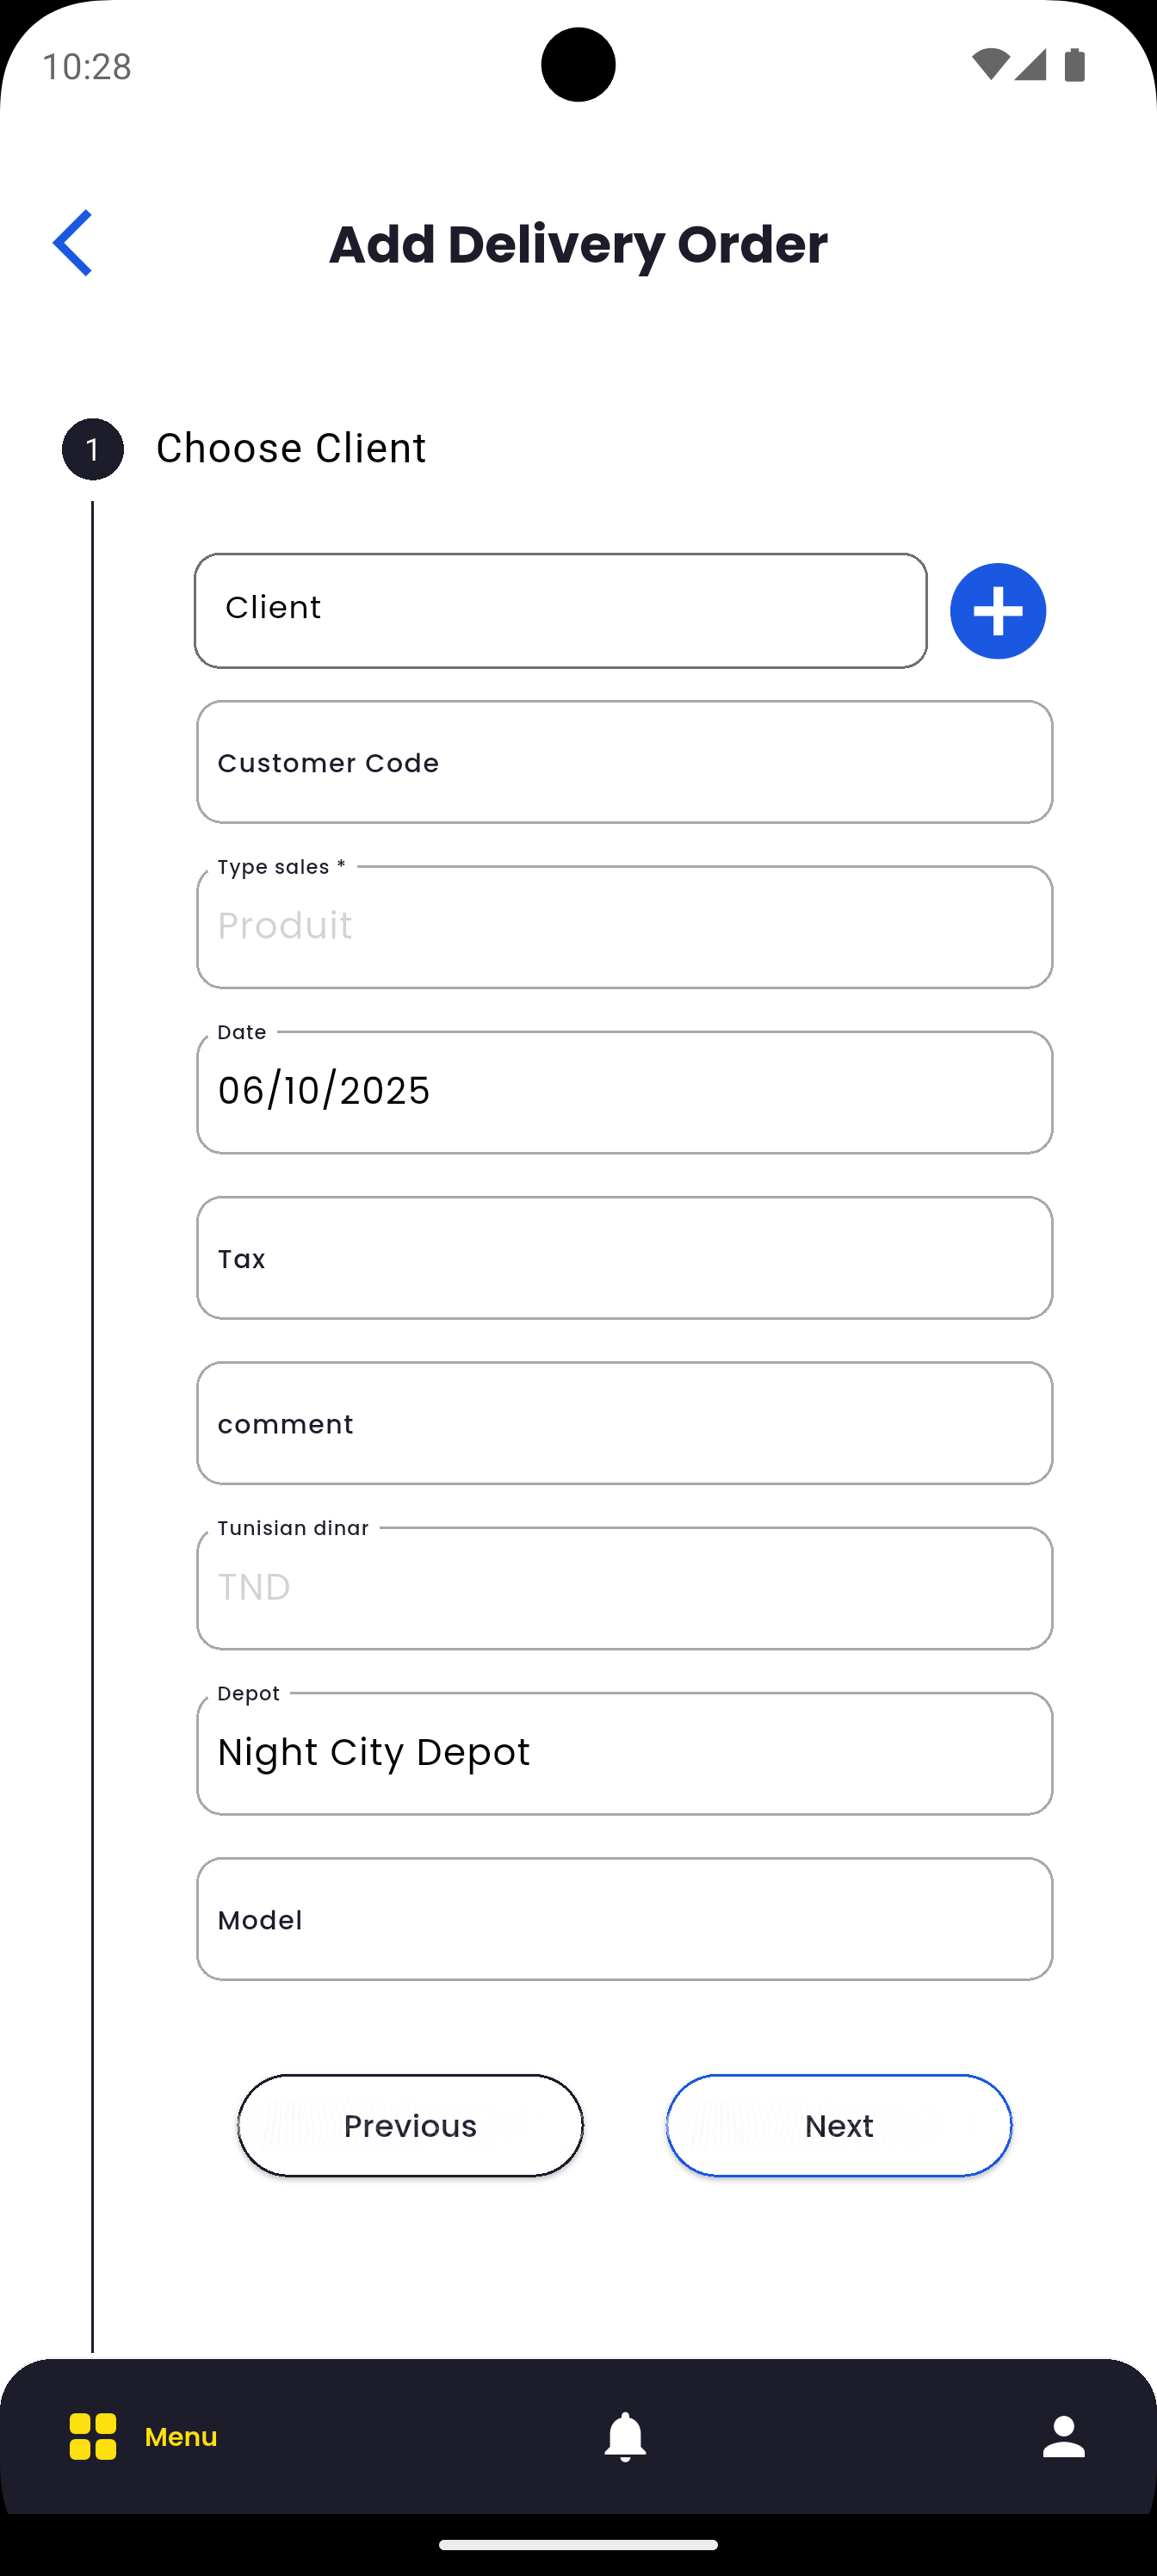 10:28
Add Delivery Order
1
Choose Client
Client
Customer Code
Type sales *
Produit
Date
06/10/2025
Tax
comment
Tunisian dinar
TND
Depot
Night City Depot
Model
Previous
Next
Menu